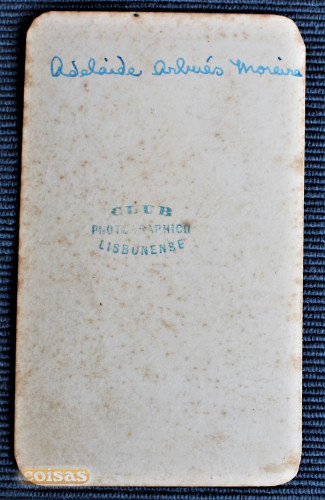 Adelaide Arbués Moreira
CLUB
PHOTOGRAPHICO
LISBONENSE
coisas